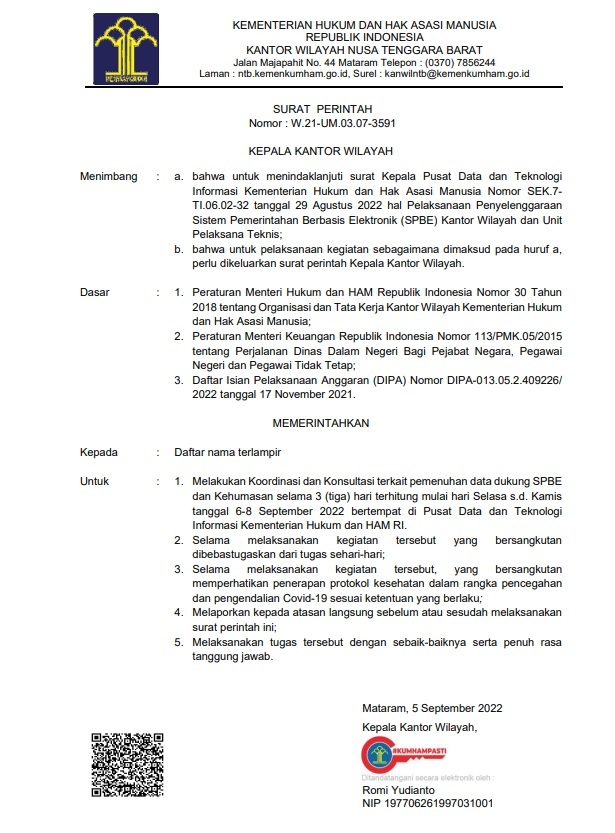 KEMENTERIAN HUKUM DAN HAK ASASI MANUSIA
REPUBLIK INDONESIA
KANTOR WILAYAH NUSA TENGGARA BARAT
Jalan Majapahit No. 44 Mataram Telepon : (0370) 7856244
Laman : ntb.kemenkumham.go.id, Surel : kanwilntb@kemenkumham.go.id
SURAT PERINTAH
Nomor : W.21-UM.03.07-3591
KEPALA KANTOR WILAYAH
Menimbang : a. bahwa untuk menindaklanjuti surat Kepala Pusat Data dan Teknologi
Informasi Kementerian Hukum dan Hak Asasi Manusia Nomor SEK.7-
TI.06.02-32 tanggal 29 Agustus 2022 hal Pelaksanaan Penyelenggaraan
Sistem Pemerintahan Berbasis Elektronik (SPBE) Kantor Wilayah dan Unit
Pelaksana Teknis;
b. bahwa untuk pelaksanaan kegiatan sebagaimana dimaksud pada huruf a,
perlu dikeluarkan surat perintah Kepala Kantor Wilayah.
Dasar : 1. Peraturan Menteri Hukum dan HAM Republik Indonesia Nomor 30 Tahun
2018 tentang Organisasi dan Tata Kerja Kantor Wilayah Kementerian Hukum
dan Hak Asasi Manusia;
2. Peraturan Menteri Keuangan Republik Indonesia Nomor 113/PMK.05/2015
tentang Perjalanan Dinas Dalam Negeri Bagi Pejabat Negara, Pegawai
Negeri dan Pegawai Tidak Tetap;
3. Daftar Isian Pelaksanaan Anggaran (DIPA) Nomor DIPA-013.05.2.409226/
2022 tanggal 17 November 2021.
MEMERINTAHKAN
Kepada : Daftar nama terlampir
Untuk : 1. Melakukan Koordinasi dan Konsultasi terkait pemenuhan data dukung SPBE
dan Kehumasan selama 3 (tiga) hari terhitung mulai hari Selasa s.d. Kamis
tanggal 6-8 September 2022 bertempat di Pusat Data dan Teknologi
Informasi Kementerian Hukum dan HAM RI.
2. Selama melaksanakan kegiatan tersebut yang bersangkutan
dibebastugaskan dari tugas sehari-hari;
3. Selama melaksanakan kegiatan tersebut, yang bersangkutan
memperhatikan penerapan protokol kesehatan dalam rangka pencegahan
dan pengendalian Covid-19 sesuai ketentuan yang berlaku;
4. Melaporkan kepada atasan langsung sebelum atau sesudah melaksanakan
surat perintah ini;
5. Melaksanakan tugas tersebut dengan sebaik-baiknya serta penuh rasa
tanggung jawab.
Mataram, 5 September 2022
Kepala Kantor Wilayah,
#KUMHAMPASTI
Ditandatangani secara elektronik oleh :
Romi Yudianto
NIP 197706261997031001